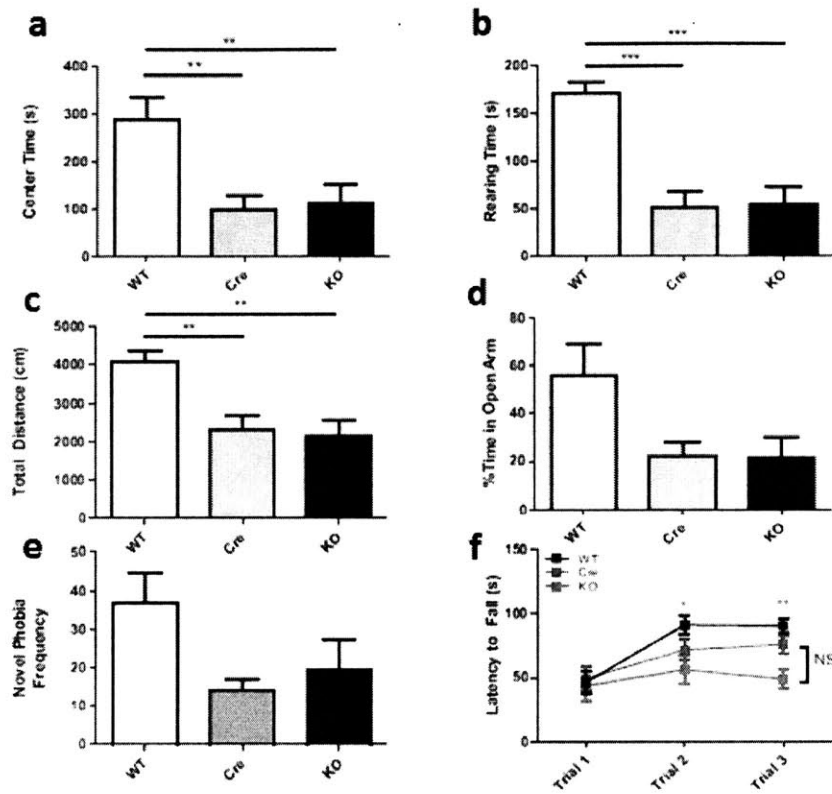 a
**
**
Center Time (s)
400
300
200
100
0
WT
Cre
KO
b
***
***
Rearing Time (s)
200
150
100
50
0
WT
Cre
KO
c
**
**
Total Distance (cm)
5000
4000
3000
2000
1000
0
WT
Cre
KO
d
%Time in Open Arm
80
60
40
20
0
WT
Cre
KO
e
Novel Phobia
Frequency
50
40
30
20
10
0
WT
Cre
KO
f
Latency to Fall (s)
150
100
50
0
WT
Cre
KO
*
**
NS
Trial 1
Trial 2
Trial 3